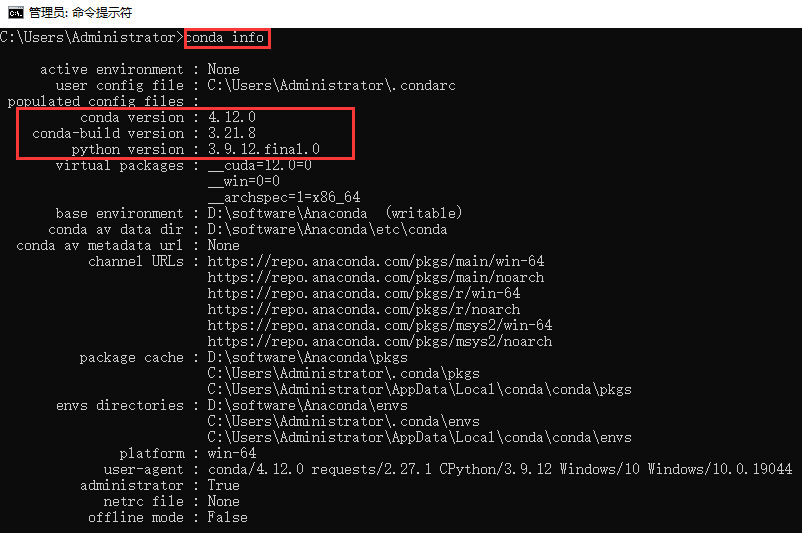 管理员: 命令提示符
C:\Users\Administrator>conda info
active environment : None
user config file : C:\Users\Administrator\.condarc
populated config files :
conda version : 4.12.0
conda-build version : 3.21.8
python version : 3.9.12.final.0
virtual packages : __cuda=12.0=0
__win=0=0
__archspec=1=x86_64
base environment : D:\software\Anaconda  (writable)
conda av data dir : D:\software\Anaconda\etc\conda
conda av metadata url : None
channel URLs : https://repo.anaconda.com/pkgs/main/win-64
https://repo.anaconda.com/pkgs/main/noarch
https://repo.anaconda.com/pkgs/r/win-64
https://repo.anaconda.com/pkgs/r/noarch
https://repo.anaconda.com/pkgs/msys2/win-64
https://repo.anaconda.com/pkgs/msys2/noarch
package cache : D:\software\Anaconda\pkgs
C:\Users\Administrator\.conda\pkgs
C:\Users\Administrator\AppData\Local\conda\conda\pkgs
envs directories : D:\software\Anaconda\envs
C:\Users\Administrator\.conda\envs
C:\Users\Administrator\AppData\Local\conda\conda\envs
platform : win-64
user-agent : conda/4.12.0 requests/2.27.1 CPython/3.9.12 Windows/10 Windows/10.0.19044
administrator : True
netrc file : None
offline mode : False